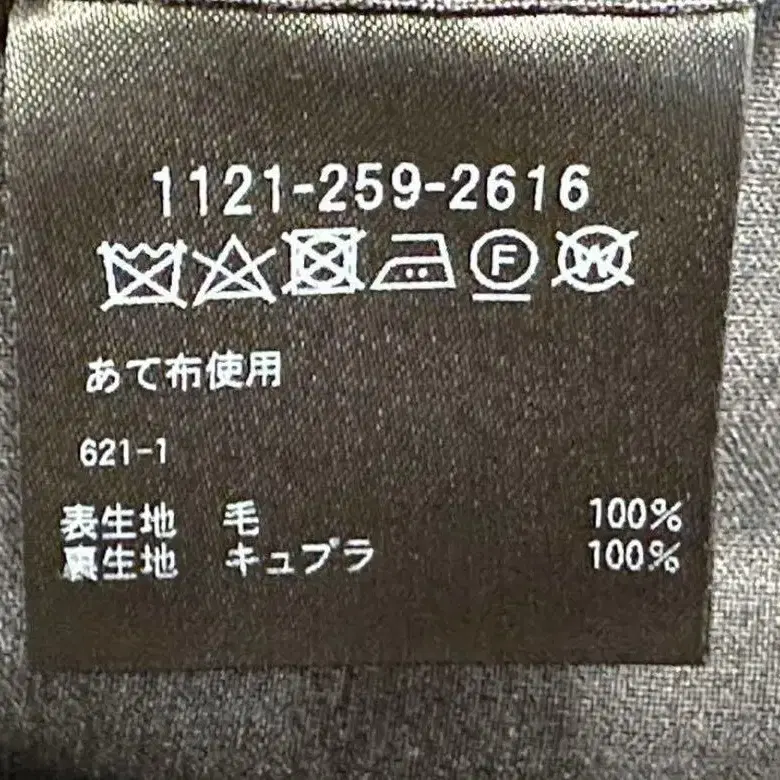 1121-259-2616
F W
あて布使用
621-1
表生地 毛 100%
裏生地 キュプラ 100%